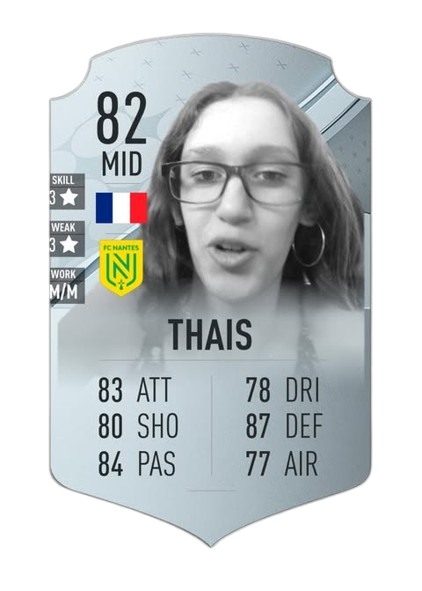 82
MID
SKILL
3 ★
WEAK
3 ★
WORK
M/M
FC NANTES
N
THAIS
83 ATT 78 DRI
80 SHO 87 DEF
84 PAS 77 AIR